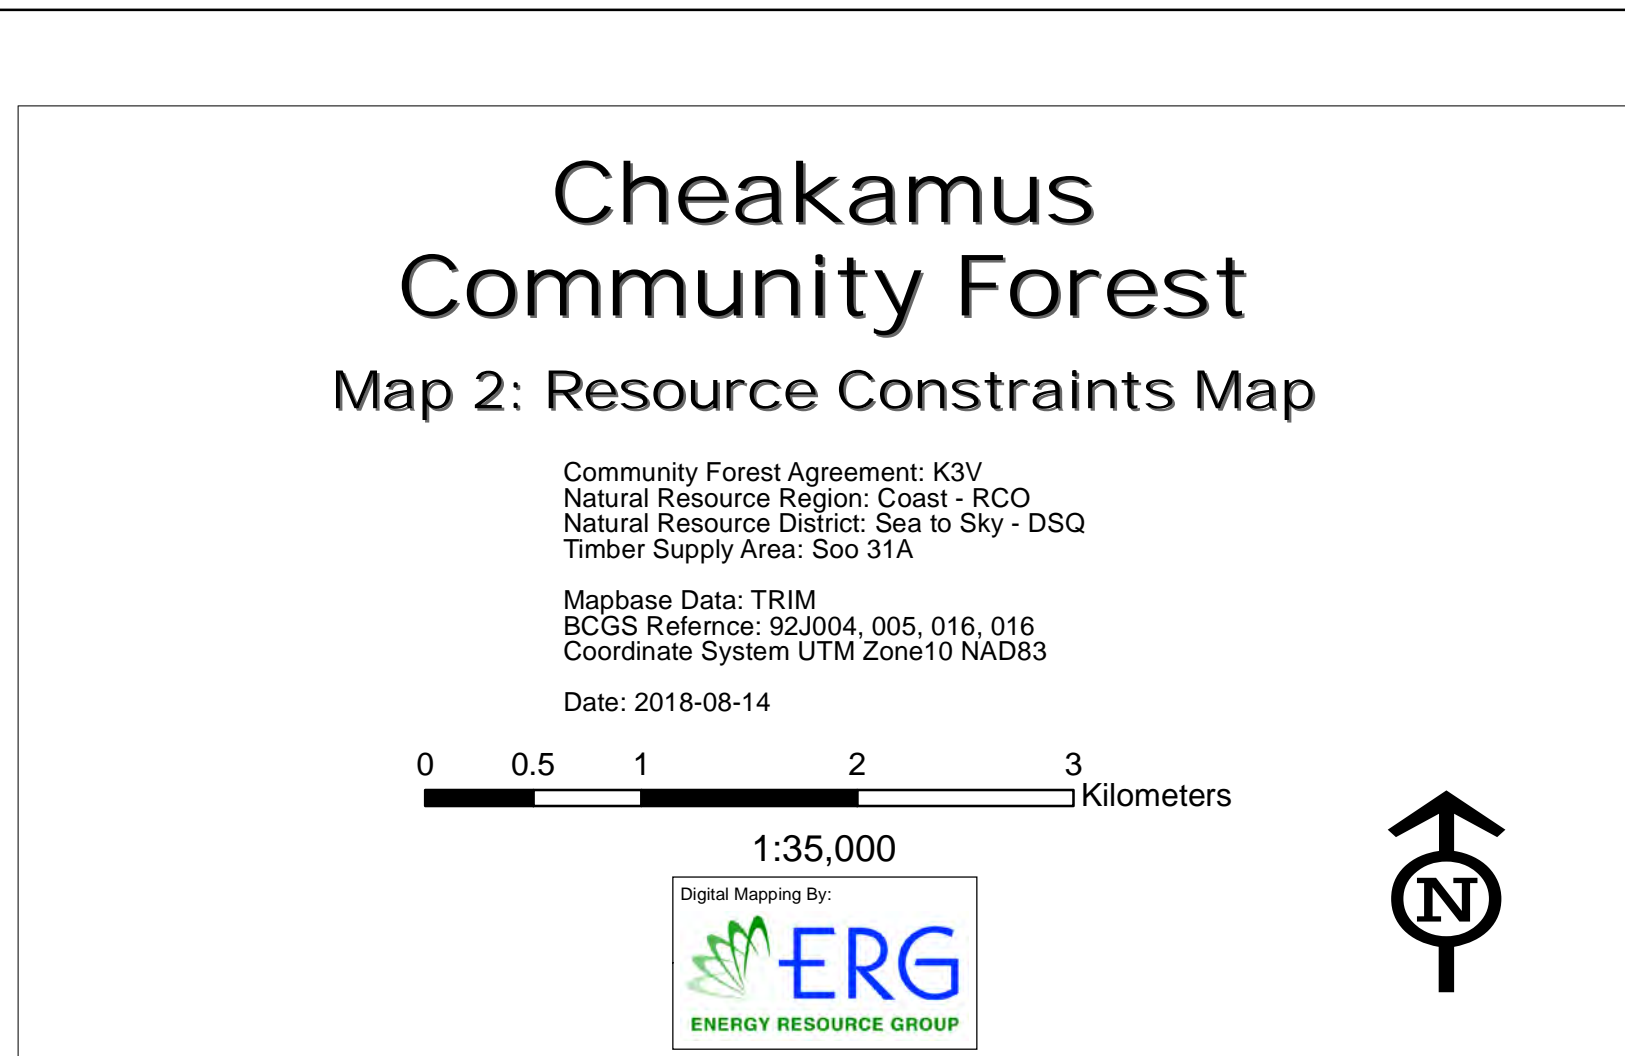 Cheakamus
Community Forest
Map 2: Resource Constraints Map
Community Forest Agreement: K3V
Natural Resource Region: Coast - RCO
Natural Resource District: Sea to Sky - DSQ
Timber Supply Area: Soo 31A
Mapbase Data: TRIM
BCGS Refernce: 92J004, 005, 016, 016
Coordinate System UTM Zone10 NAD83
Date: 2018-08-14
0 0.5 1 2 3
Kilometers
1:35,000
Digital Mapping By:
ERG
ENERGY RESOURCE GROUP
N